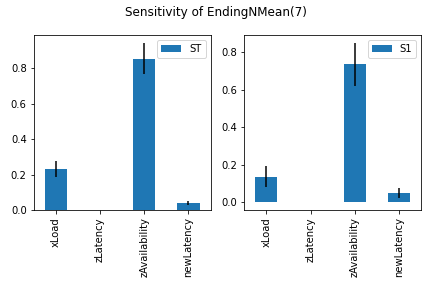 Sensitivity of EndingNMean(7)
ST
0.8
0.6
0.4
0.2
0.0
xLoad
zLatency
zAvailability
newLatency
S1
0.8
0.6
0.4
0.2
0.0
xLoad
zLatency
zAvailability
newLatency